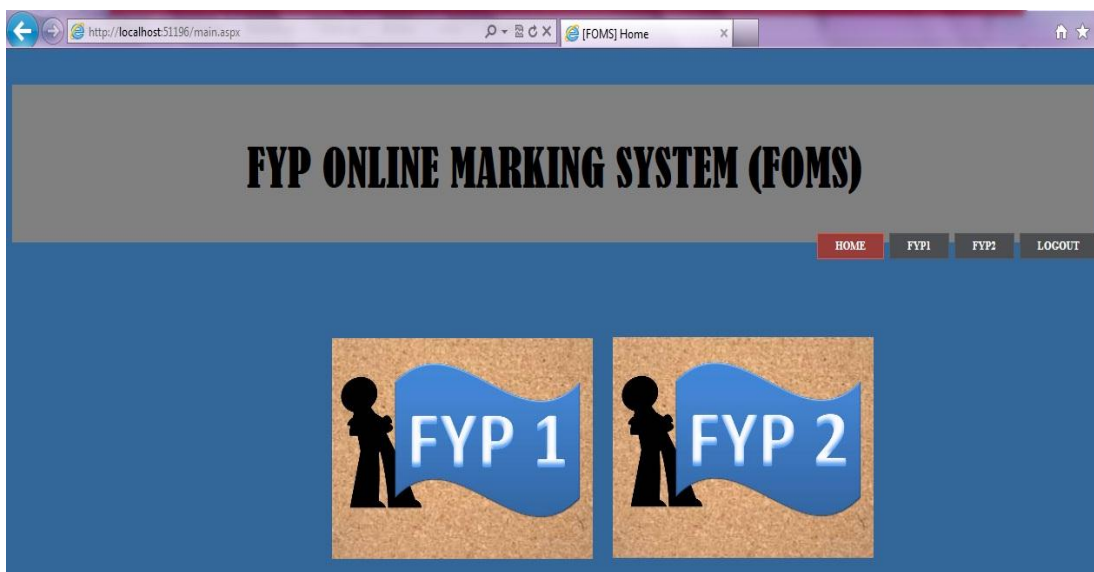 http://localhost:51196/main.aspx
[FOMS] Home
FYP ONLINE MARKING SYSTEM (FOMS)
HOME FYP1 FYP2 LOGOUT
FYP 1 FYP 2